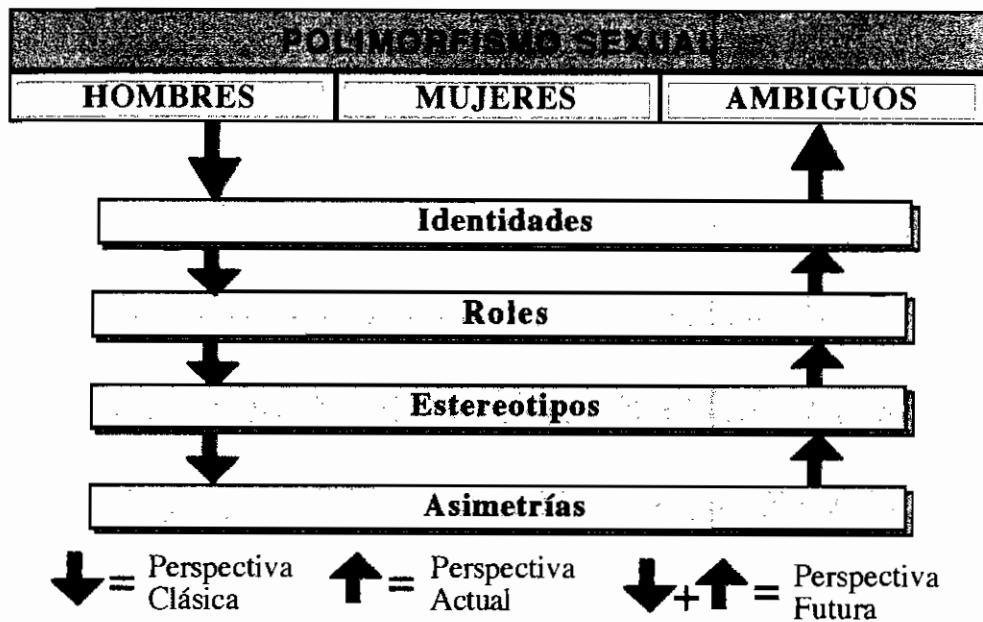 POLIMORFISMO SEXUAL
HOMBRES MUJERES AMBIGUOS
Identidades
Roles
Estereotipos
Asimetrías
= Perspectiva Clásica = Perspectiva Actual + = Perspectiva Futura